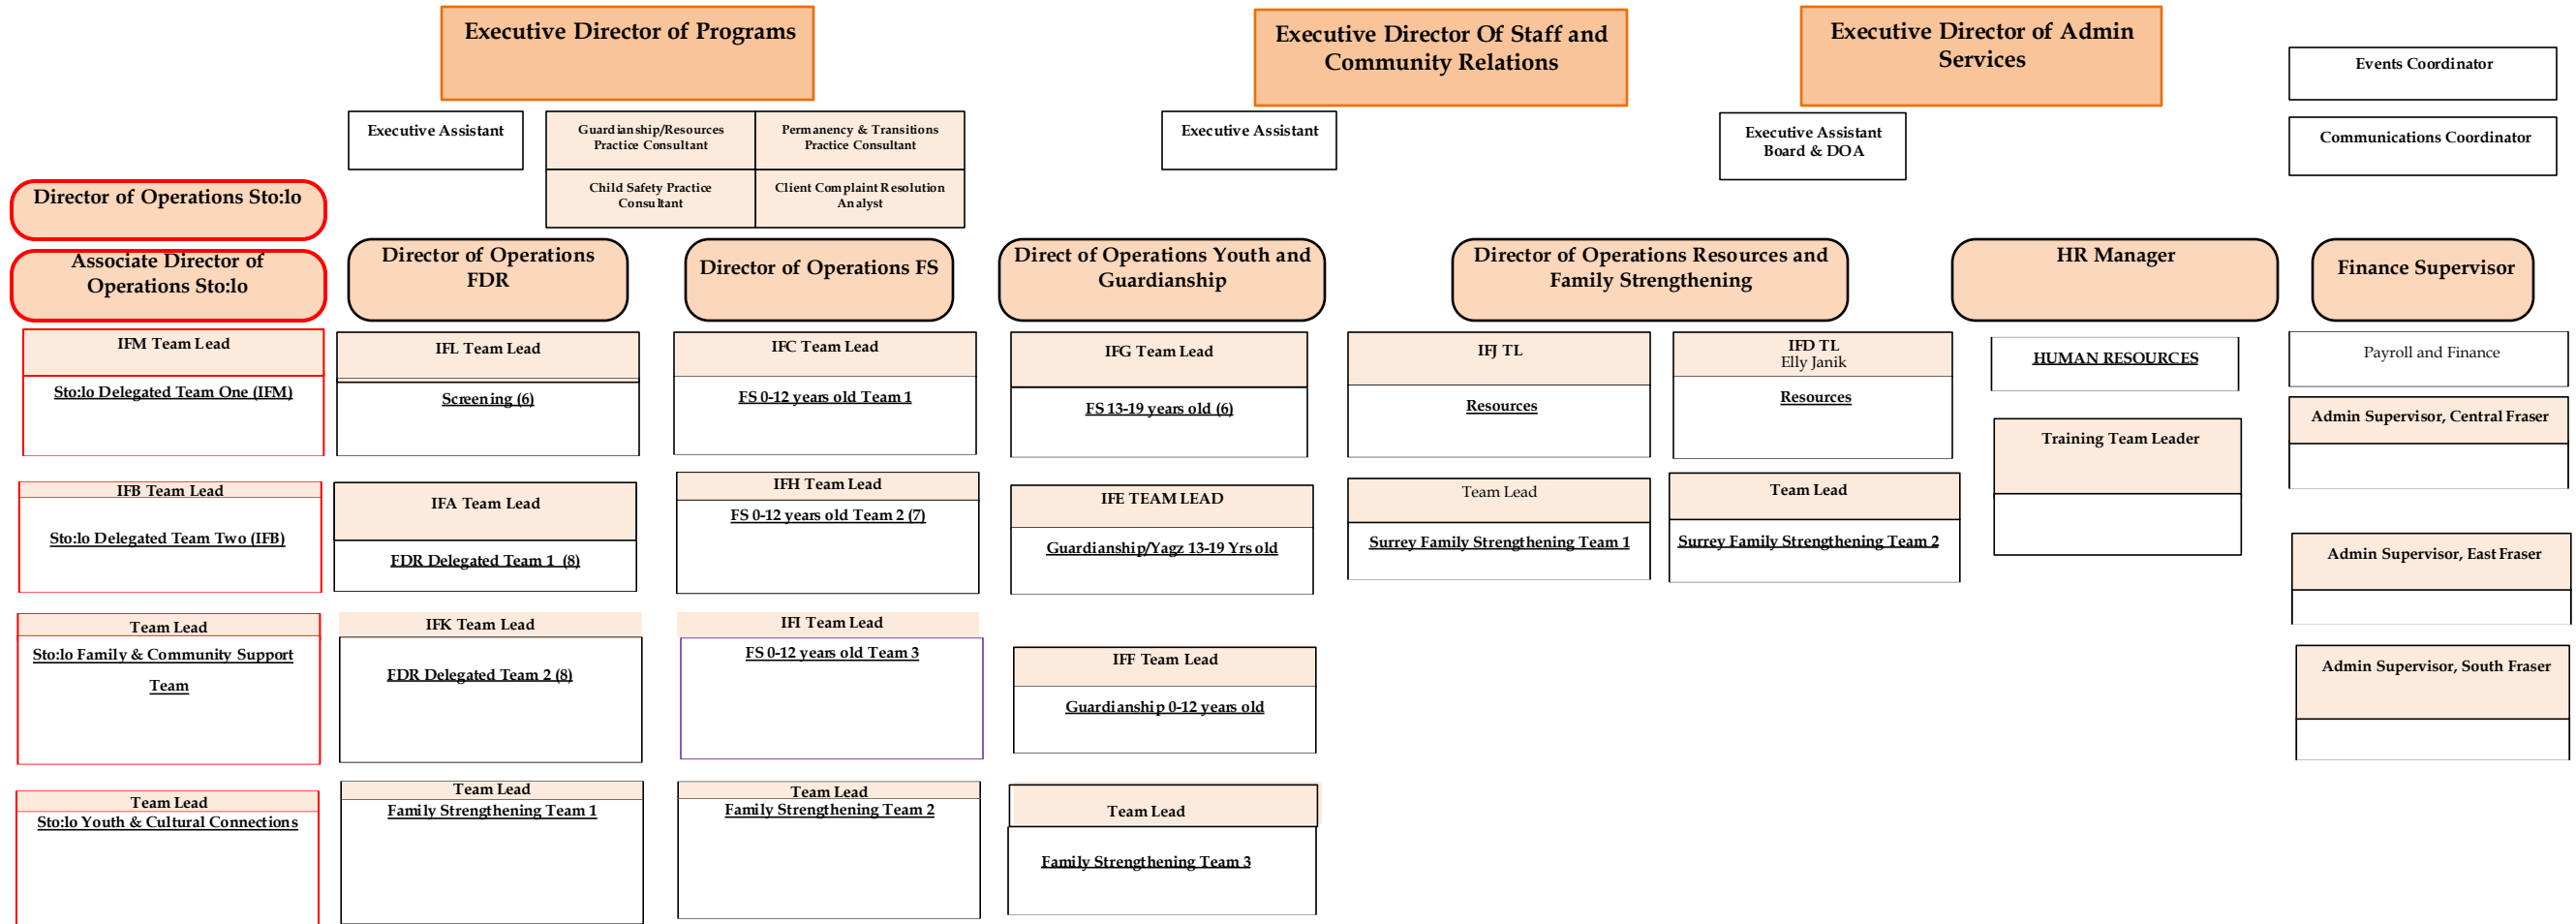 Executive Director of Programs
Executive Director Of Staff and
Community Relations
Executive Director of Admin
Services
Events Coordinator
Communications Coordinator
Executive Assistant
Guardianship/Resources
Practice Consultant
Permanency & Transitions
Practice Consultant
Child Safety Practice
Consultant
Client Complaint Resolution
Analyst
Executive Assistant
Executive Assistant
Board & DOA
Director of Operations Sto:lo
Associate Director of
Operations Sto:lo
Director of Operations
FDR
Director of Operations FS
Direct of Operations Youth and
Guardianship
Director of Operations Resources and
Family Strengthening
HR Manager
Finance Supervisor
IFM Team Lead
Sto:lo Delegated Team One (IFM)
IFB Team Lead
Sto:lo Delegated Team Two (IFB)
Team Lead
Sto:lo Family & Community Support
Team
Team Lead
Sto:lo Youth & Cultural Connections
IFL Team Lead
Screening (6)
IFA Team Lead
FDR Delegated Team 1 (8)
IFK Team Lead
FDR Delegated Team 2 (8)
Team Lead
Family Strengthening Team 1
IFC Team Lead
FS 0-12 years old Team 1
IFH Team Lead
FS 0-12 years old Team 2 (7)
IFI Team Lead
FS 0-12 years old Team 3
Team Lead
Family Strengthening Team 2
IFG Team Lead
FS 13-19 years old (6)
IFE TEAM LEAD
Guardianship/Yagz 13-19 Yrs old
IFF Team Lead
Guardianship 0-12 years old
Team Lead
Family Strengthening Team 3
IFJ TL
Resources
Team Lead
Surrey Family Strengthening Team 1
IFD TL
Elly Janik
Resources
Team Lead
Surrey Family Strengthening Team 2
HUMAN RESOURCES
Training Team Leader
Payroll and Finance
Admin Supervisor, Central Fraser
Admin Supervisor, East Fraser
Admin Supervisor, South Fraser